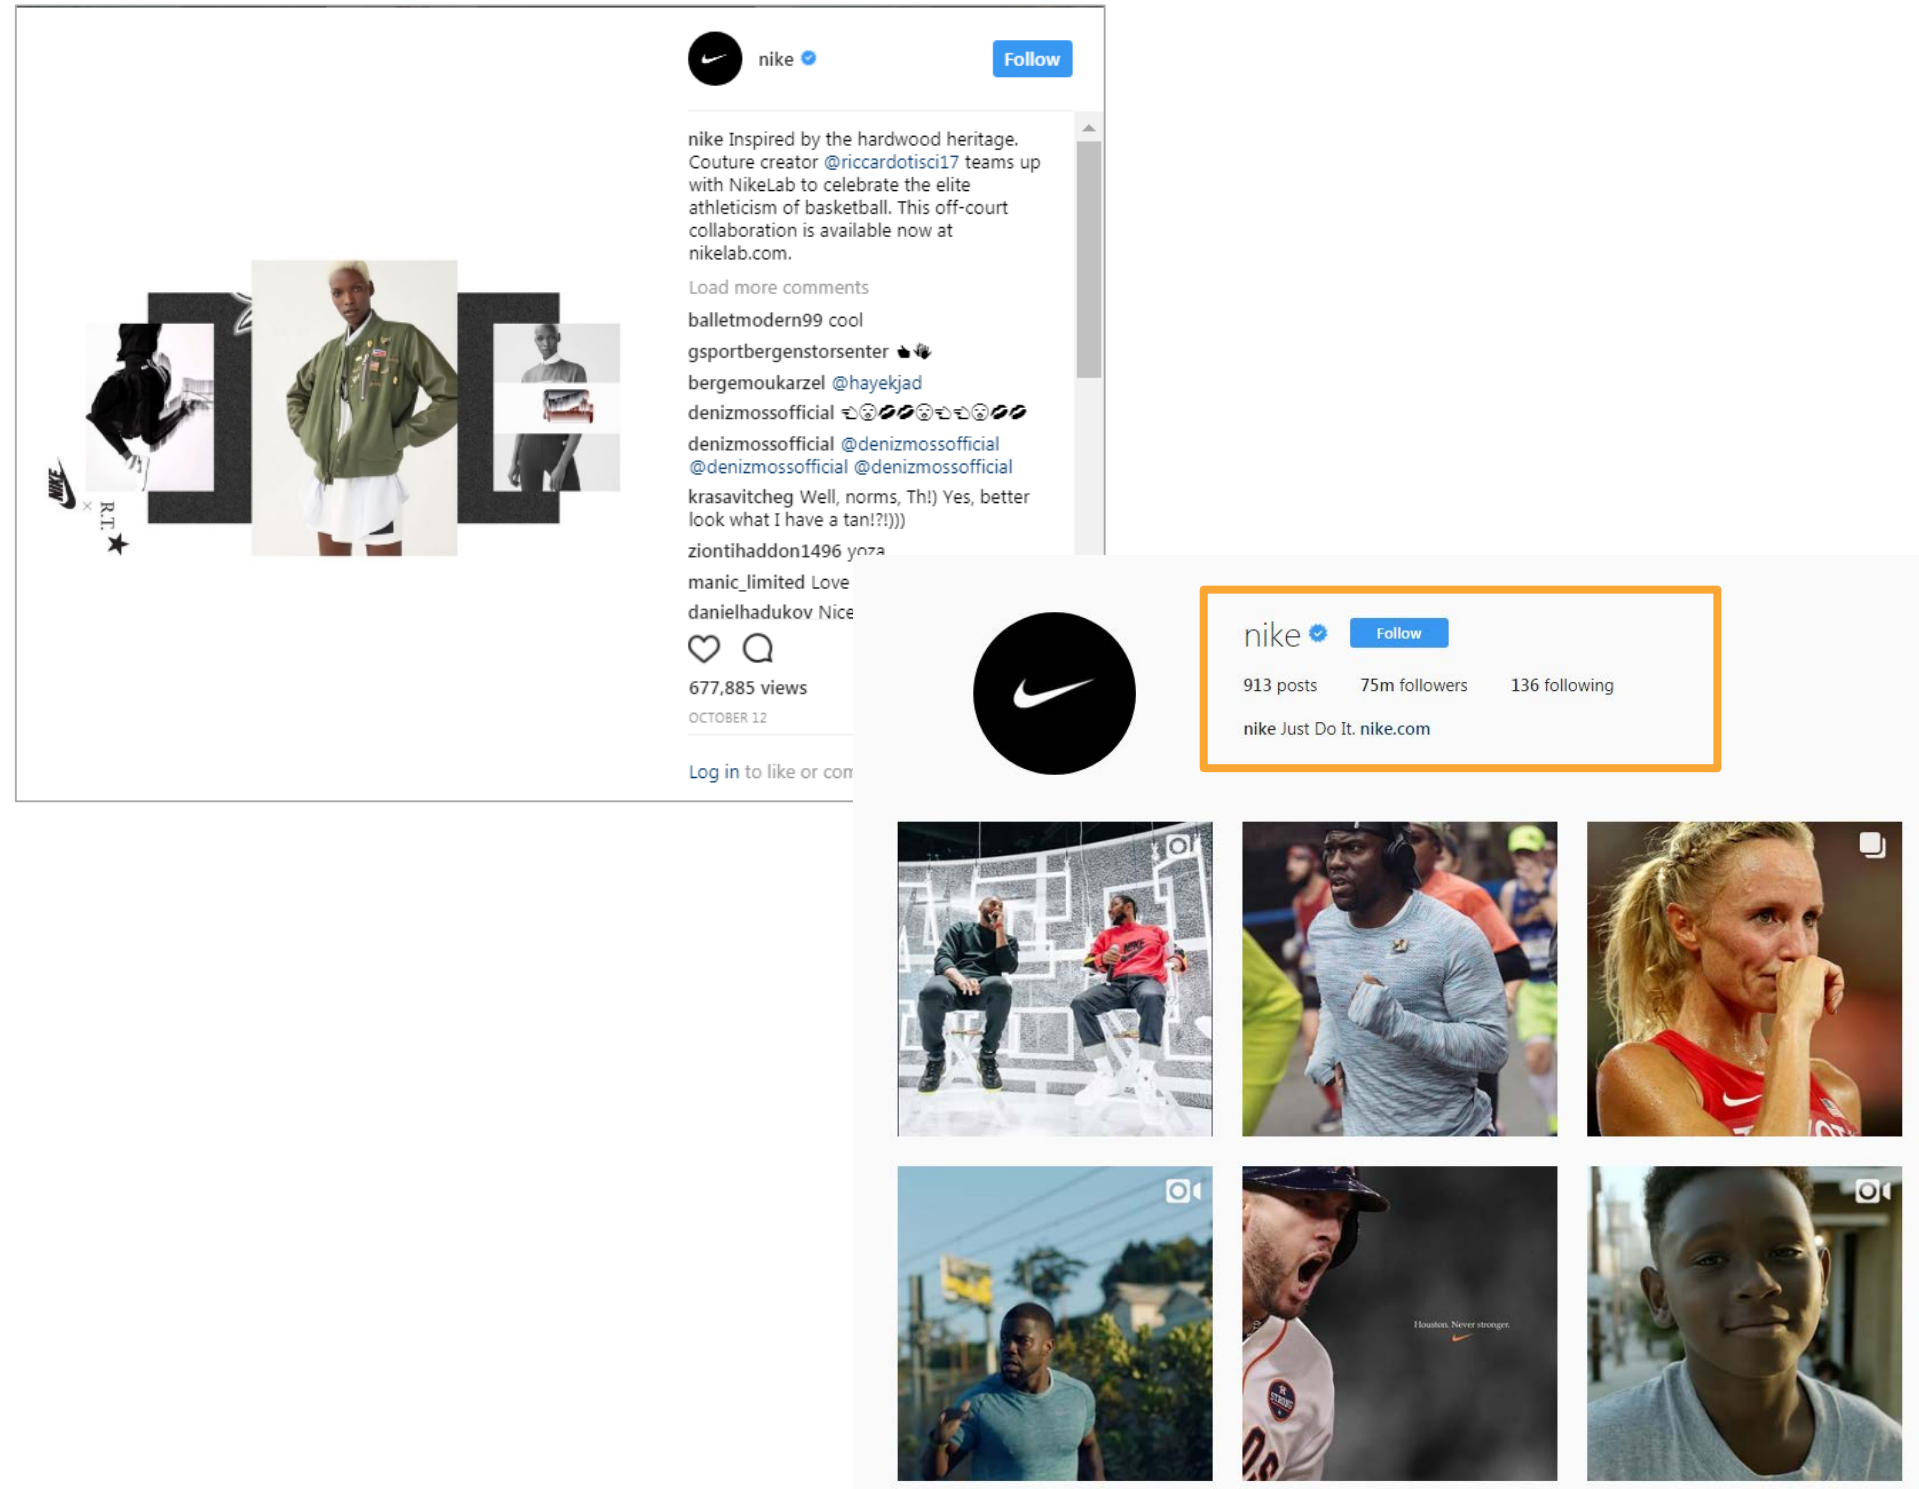 nike
Follow
nike Inspired by the hardwood heritage.
Couture creator @riccardotisci17 teams up
with NikeLab to celebrate the elite
athleticism of basketball. This off-court
collaboration is available now at
nikelab.com.
Load more comments
balletmodern99 cool
gsportbergenstorsenter
bergemoukarzel @hayekjad
denizmossofficial
denizmossofficial @denizmossofficial
@denizmossofficial @denizmossofficial
krasavitcheg Well, norms, Th!) Yes, better
look what I have a tan!?!)))
ziontihaddon1496 yoza
manic_limited Love
danielhadukov Nice
677,885 views
OCTOBER 12
Log in to like or com
NIKE
×
R.T.
nike
Follow
913 posts 75m followers 136 following
nike Just Do It. nike.com
NIKE
Houston. Never stronger.
STRONG